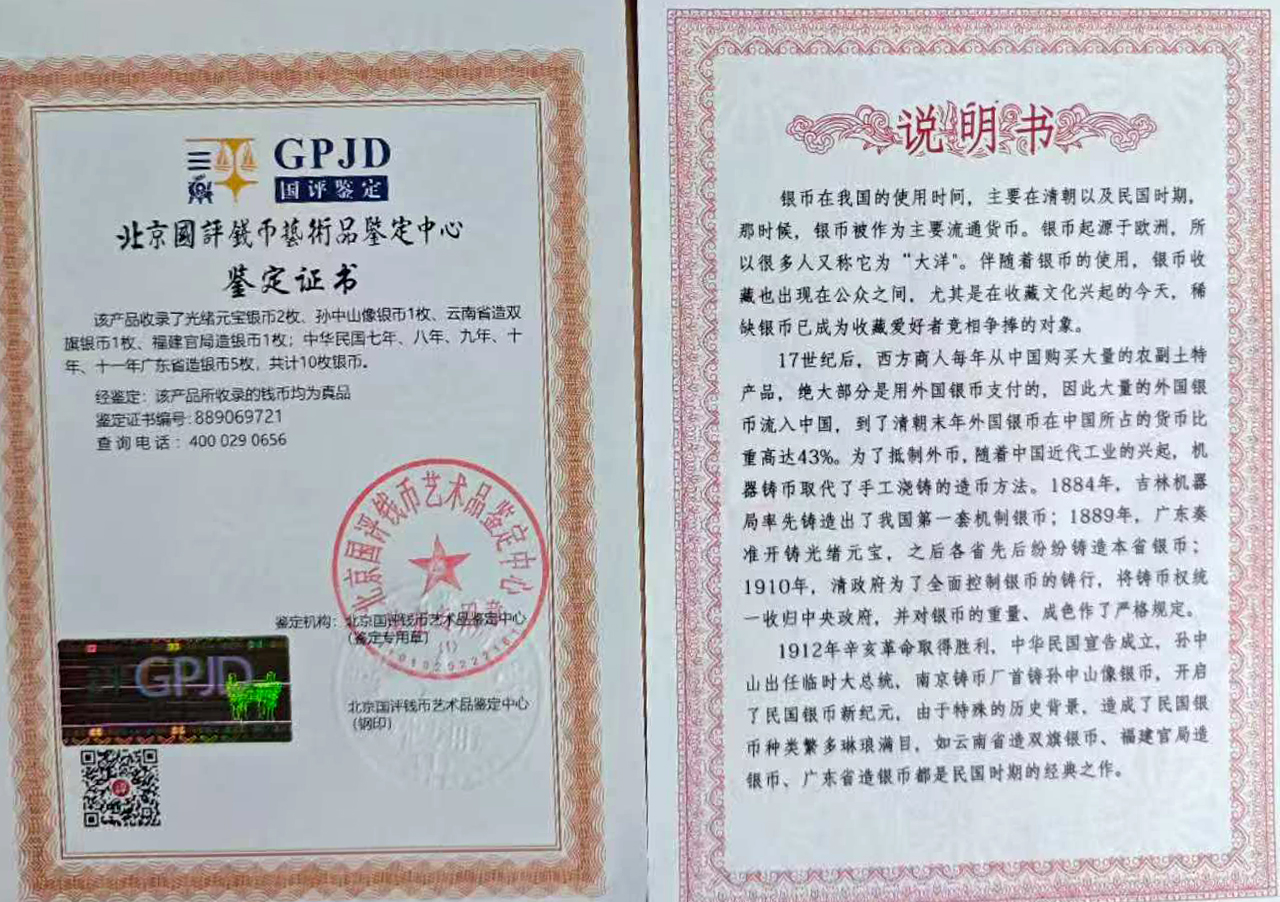 GPJD
国评鉴定
北京國評錢币藝術品鉴定中心
鉴定证书
该产品收录了光绪元宝银币2枚、孙中山像银币1枚、云南省造双
旗银币1枚、福建官局造银币1枚；中华民国七年、八年、九年、十
年、十一年广东省造银币5枚，共计10枚银币。
经鉴定：该产品所收录的钱币均为真品
鉴定证书编号：889069721
查询电话：400 029 0656
北京国评钱币艺术品鉴定中心
鉴定机构：北京国评钱币艺术品鉴定中心
（鉴定专用章）
（1）
北京国评钱币艺术品鉴定中心
（钢印）
GPJD
说明书
银币在我国的使用时间，主要在清朝以及民国时期，
那时候，银币被作为主要流通货币。银币起源于欧洲，所
以很多人又称它为“大洋"。伴随着银币的使用，银币收
藏也出现在公众之间，尤其是在收藏文化兴起的今天，稀
缺银币已成为收藏爱好者竞相争捧的对象。
17世纪后，西方商人每年从中国购买大量的农副土特
产品，绝大部分是用外国银币支付的，因此大量的外国银
币流入中国，到了清朝末年外国银币在中国所占的货币比
重高达43%。为了抵制外币，随着中国近代工业的兴起，机
器铸币取代了手工浇铸的造币方法。1884年，吉林机器
局率先铸造出了我国第一套机制银币；1889年，广东奏
准开铸光绪元宝，之后各省先后纷纷铸造本省银币；
1910年，清政府为了全面控制银币的铸行，将铸币权统
一收归中央政府，并对银币的重量、成色作了严格规定。
1912年辛亥革命取得胜利，中华民国宣告成立，孙中
山出任临时大总统，南京铸币厂首铸孙中山像银币，开启
了民国银币新纪元，由于特殊的历史背景，造成了民国银
币种类繁多琳琅满目，如云南省造双旗银币、福建官局造
银币、广东省造银币都是民国时期的经典之作。